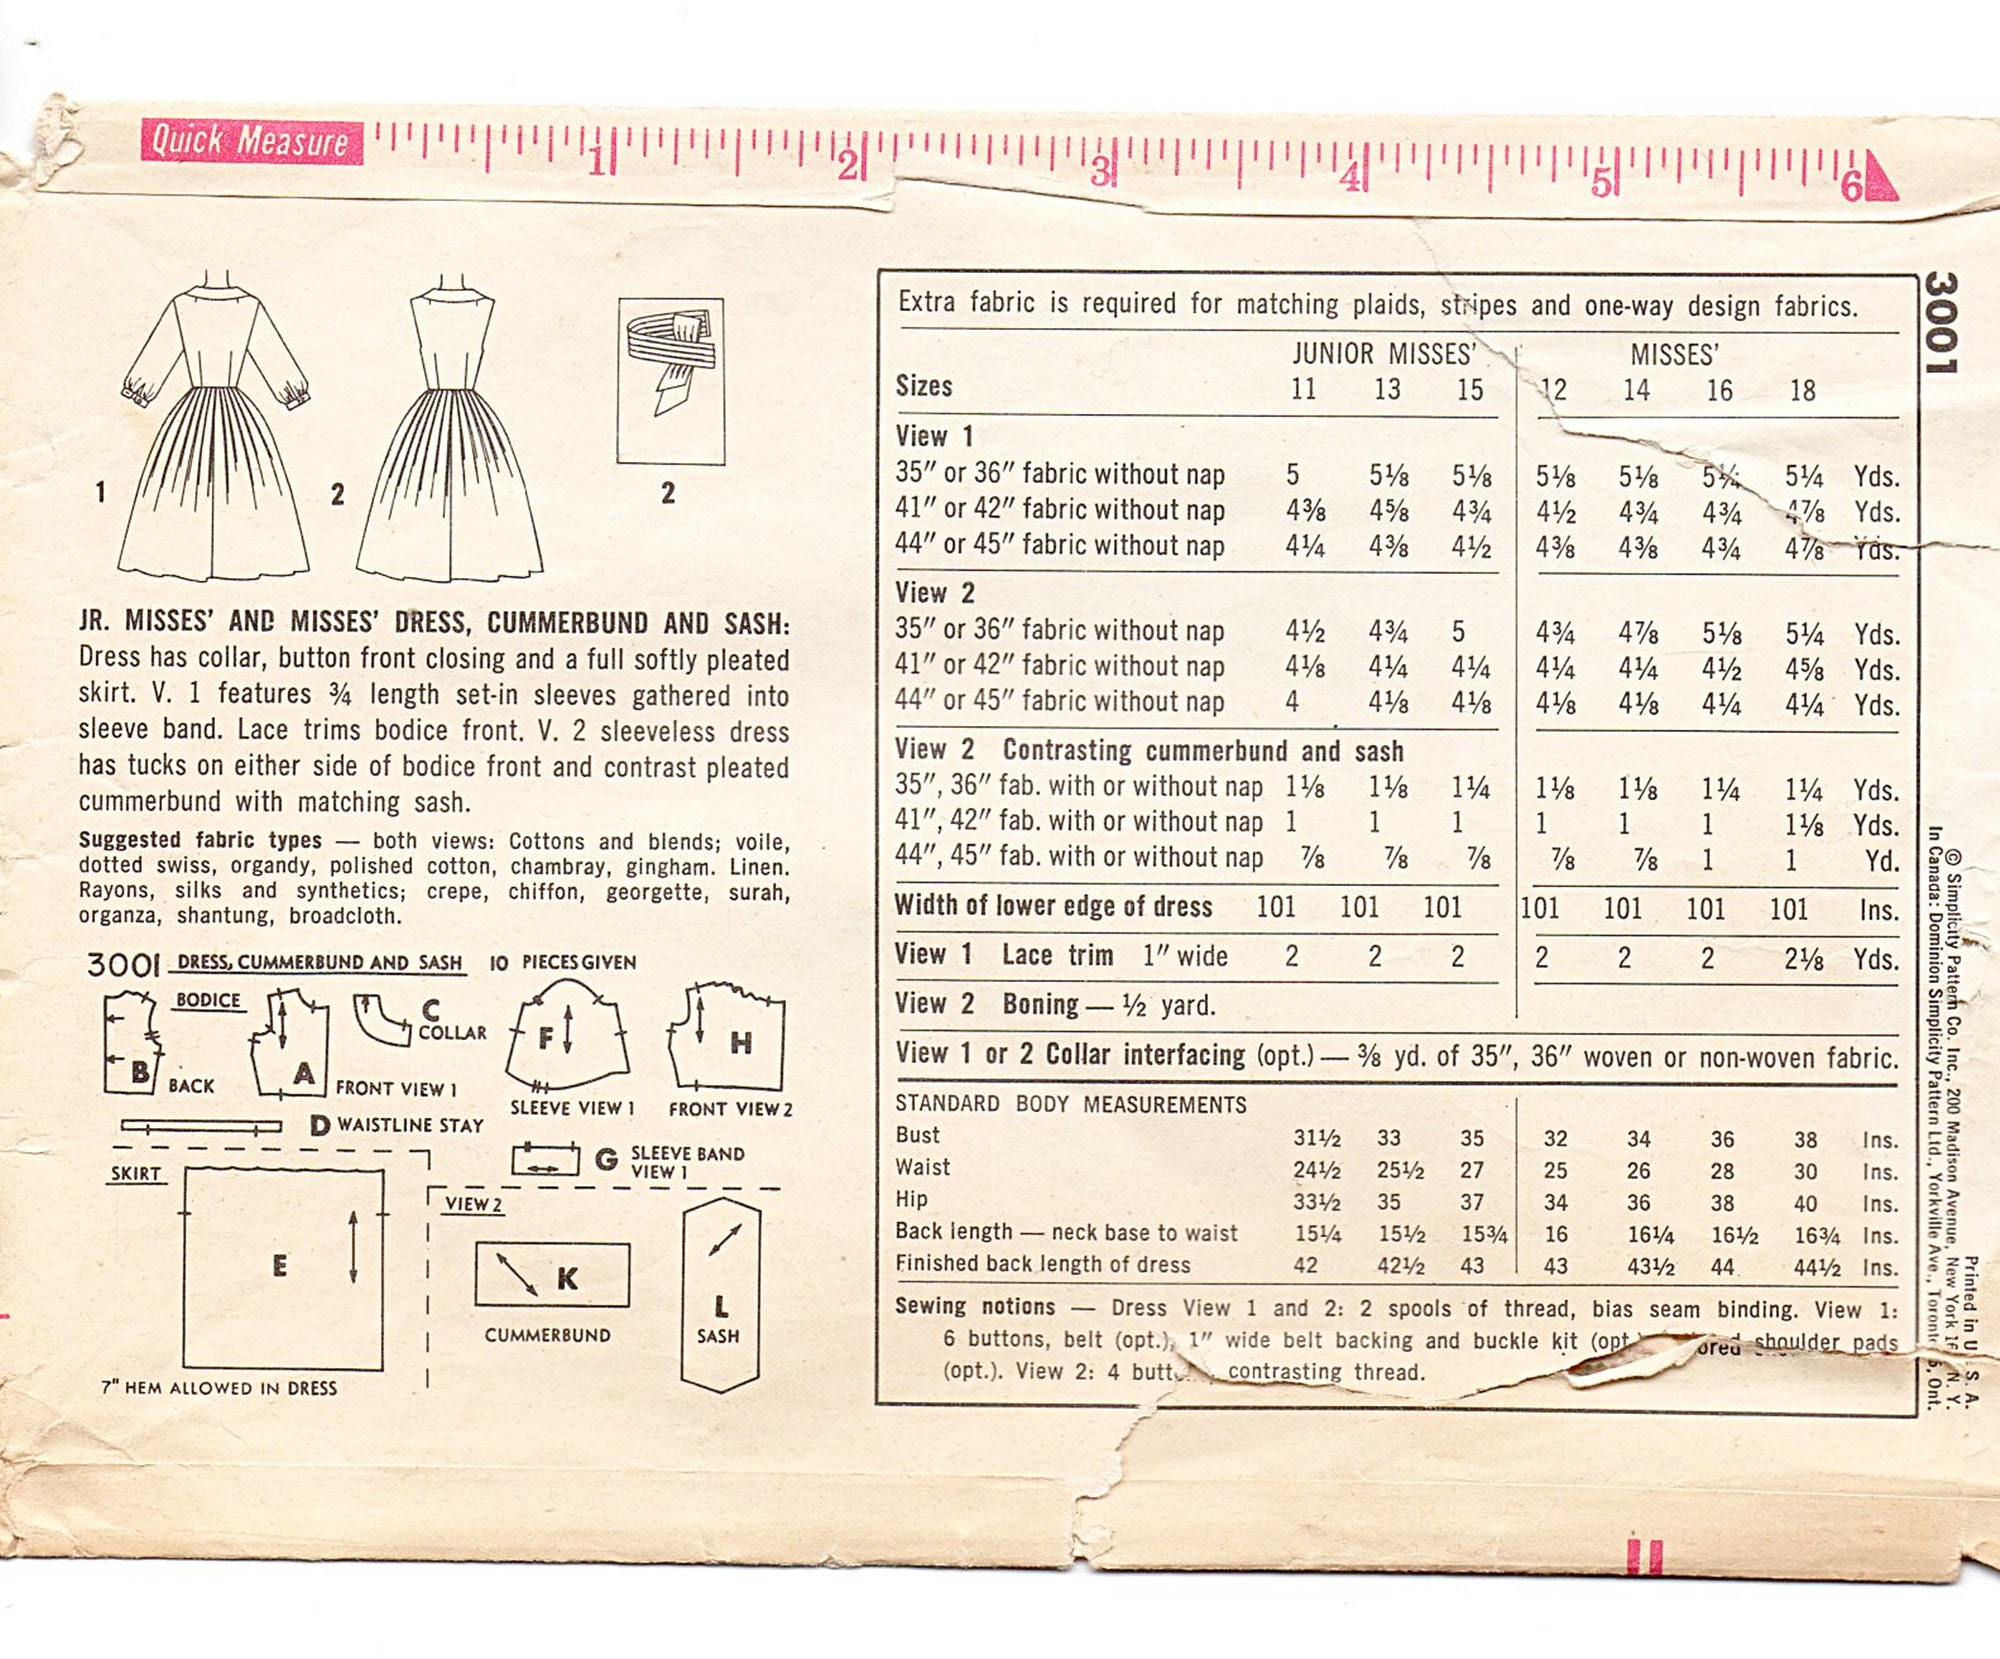 Quick Measure 1 2 3 4 5 6
1 2 2
JR. MISSES' AND MISSES' DRESS, CUMMERBUND AND SASH:
Dress has collar, button front closing and a full softly pleated
skirt. V. 1 features ¾ length set-in sleeves gathered into
sleeve band. Lace trims bodice front. V. 2 sleeveless dress
has tucks on either side of bodice front and contrast pleated
cummerbund with matching sash.
Suggested fabric types — both views: Cottons and blends; voile,
dotted swiss, organdy, polished cotton, chambray, gingham. Linen.
Rayons, silks and synthetics; crepe, chiffon, georgette, surah,
organza, shantung, broadcloth.
3001 DRESS, CUMMERBUND AND SASH 10 PIECES GIVEN
BODICE
B BACK
A FRONT VIEW 1
C COLLAR
F
SLEEVE VIEW 1
H
FRONT VIEW 2
D WAISTLINE STAY
G SLEEVE BAND
VIEW 1
SKIRT
E
7" HEM ALLOWED IN DRESS
VIEW 2
K
CUMMERBUND
L
SASH
Extra fabric is required for matching plaids, stripes and one-way design fabrics.
JUNIOR MISSES' MISSES'
Sizes 11 13 15 12 14 16 18
View 1
35" or 36" fabric without nap 5 5⅛ 5⅛ 5⅛ 5⅛ 5¼ 5¼ Yds.
41" or 42" fabric without nap 4⅜ 4⅝ 4¾ 4½ 4¾ 4¾ 4⅞ Yds.
44" or 45" fabric without nap 4¼ 4⅜ 4½ 4⅜ 4⅜ 4¾ 4⅞ Yds.
View 2
35" or 36" fabric without nap 4½ 4¾ 5 4¾ 4⅞ 5⅛ 5¼ Yds.
41" or 42" fabric without nap 4⅛ 4¼ 4¼ 4¼ 4¼ 4½ 4⅝ Yds.
44" or 45" fabric without nap 4 4⅛ 4⅛ 4⅛ 4⅛ 4¼ 4¼ Yds.
View 2 Contrasting cummerbund and sash
35", 36" fab. with or without nap 1⅛ 1⅛ 1¼ 1⅛ 1⅛ 1¼ 1¼ Yds.
41", 42" fab. with or without nap 1 1 1 1 1 1 1⅛ Yds.
44", 45" fab. with or without nap ⅞ ⅞ ⅞ ⅞ ⅞ 1 1 Yd.
Width of lower edge of dress 101 101 101 101 101 101 101 Ins.
View 1 Lace trim 1" wide 2 2 2 2 2 2 2⅛ Yds.
View 2 Boning — ½ yard.
View 1 or 2 Collar interfacing (opt.) — ⅜ yd. of 35", 36" woven or non-woven fabric.
STANDARD BODY MEASUREMENTS
Bust 31½ 33 35 32 34 36 38 Ins.
Waist 24½ 25½ 27 25 26 28 30 Ins.
Hip 33½ 35 37 34 36 38 40 Ins.
Back length — neck base to waist 15¼ 15½ 15¾ 16 16¼ 16½ 16¾ Ins.
Finished back length of dress 42 42½ 43 43 43½ 44 44½ Ins.
Sewing notions — Dress View 1 and 2: 2 spools of thread, bias seam binding. View 1:
6 buttons, belt (opt.), 1" wide belt backing and buckle kit (opt shoulder pads
(opt.). View 2: 4 contrasting thread.
3001
© Simplicity Pattern Co. Inc., 200 Madison Avenue, New York N. Y.
In Canada: Dominion Simplicity Pattern Ltd., Yorkville Ave., Ont.
Printed in U. S. A.